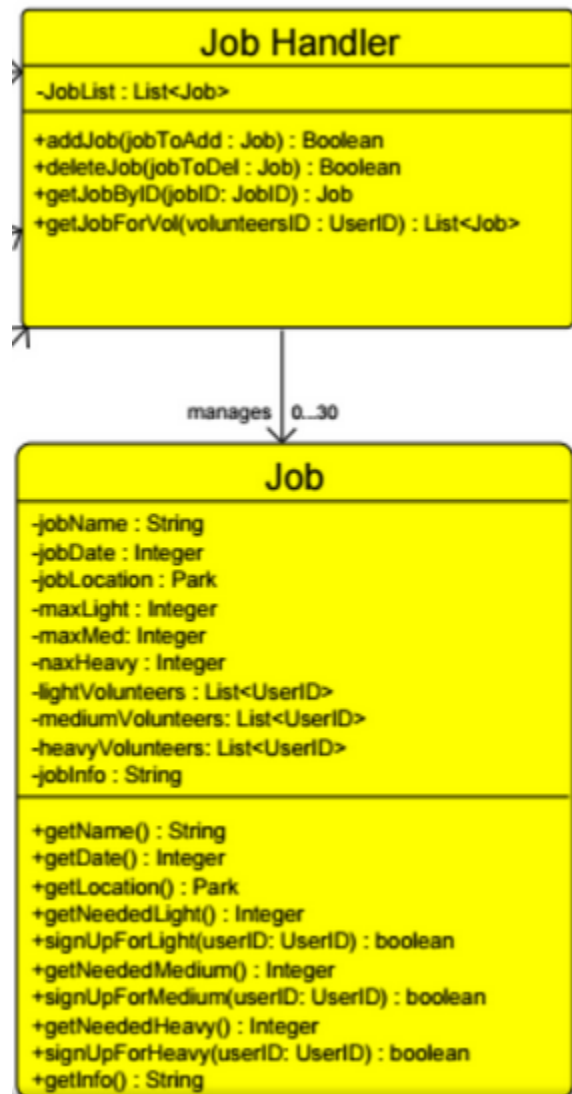 Job Handler
-JobList : List<Job>
+addJob(jobToAdd : Job) : Boolean
+deleteJob(jobToDel : Job) : Boolean
+getJobByID(jobID: JobID) : Job
+getJobForVol(volunteersID : UserID) : List<Job>
manages 0...30
Job
-jobName : String
-jobDate : Integer
-jobLocation : Park
-maxLight : Integer
-maxMed: Integer
-naxHeavy : Integer
-lightVolunteers : List<UserID>
-mediumVolunteers: List<UserID>
-heavyVolunteers: List<UserID>
-jobInfo : String
+getName() : String
+getDate() : Integer
+getLocation() : Park
+getNeededLight() : Integer
+signUpForLight(userID: UserID) : boolean
+getNeededMedium() : Integer
+signUpForMedium(userID: UserID) : boolean
+getNeededHeavy() : Integer
+signUpForHeavy(userID: UserID) : boolean
+getInfo() : String